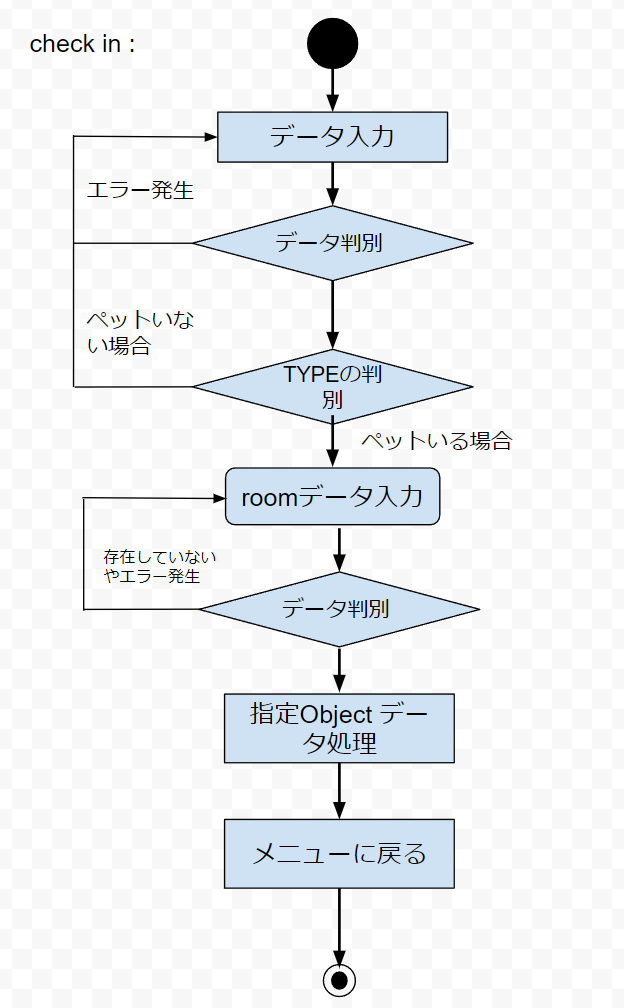 check in :
データ入力
エラー発生
データ判別
ペットいな
い場合
TYPEの判
別
ペットいる場合
roomデータ入力
存在していない
やエラー発生
データ判別
指定Object デー
タ処理
メニューに戻る